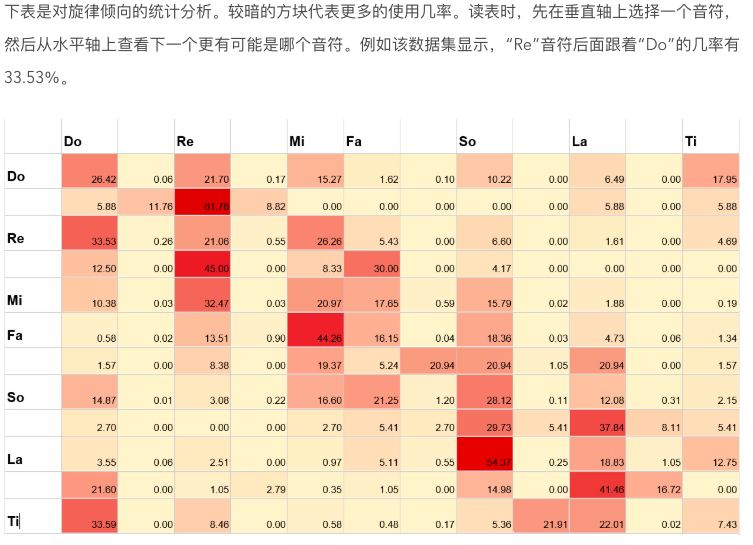 下表是对旋律倾向的统计分析。较暗的方块代表更多的使用几率。读表时，先在垂直轴上选择一个音符，
然后从水平轴上查看下一个更有可能是哪个音符。例如该数据集显示，“Re”音符后面跟着“Do”的几率有
33.53%。
Do Re Mi Fa So La Ti
Do 26.42 0.06 21.70 0.17 15.27 1.62 0.10 10.22 0.00 6.49 0.00 17.95
5.88 11.76 61.76 8.82 0.00 0.00 0.00 0.00 0.00 5.88 0.00 5.88
Re 33.53 0.26 21.06 0.55 26.26 5.43 0.00 6.60 0.00 1.61 0.00 4.69
12.50 0.00 45.00 0.00 8.33 30.00 0.00 4.17 0.00 0.00 0.00 0.00
Mi 10.38 0.03 32.47 0.03 20.97 17.65 0.59 15.79 0.02 1.88 0.00 0.19
Fa 0.58 0.02 13.51 0.90 44.26 16.15 0.04 18.36 0.03 4.73 0.06 1.34
1.57 0.00 8.38 0.00 19.37 5.24 20.94 20.94 1.05 20.94 0.00 1.57
So 14.87 0.01 3.08 0.22 16.60 21.25 1.20 28.12 0.11 12.08 0.31 2.15
2.70 0.00 0.00 0.00 2.70 5.41 2.70 29.73 5.41 37.84 8.11 5.41
La 3.55 0.06 2.51 0.00 0.97 5.11 0.55 54.37 0.25 18.83 1.05 12.75
21.60 0.00 1.05 2.79 0.35 1.05 0.00 14.98 0.00 41.46 16.72 0.00
Ti 33.59 0.00 8.46 0.00 0.58 0.48 0.17 5.36 21.91 22.01 0.02 7.43